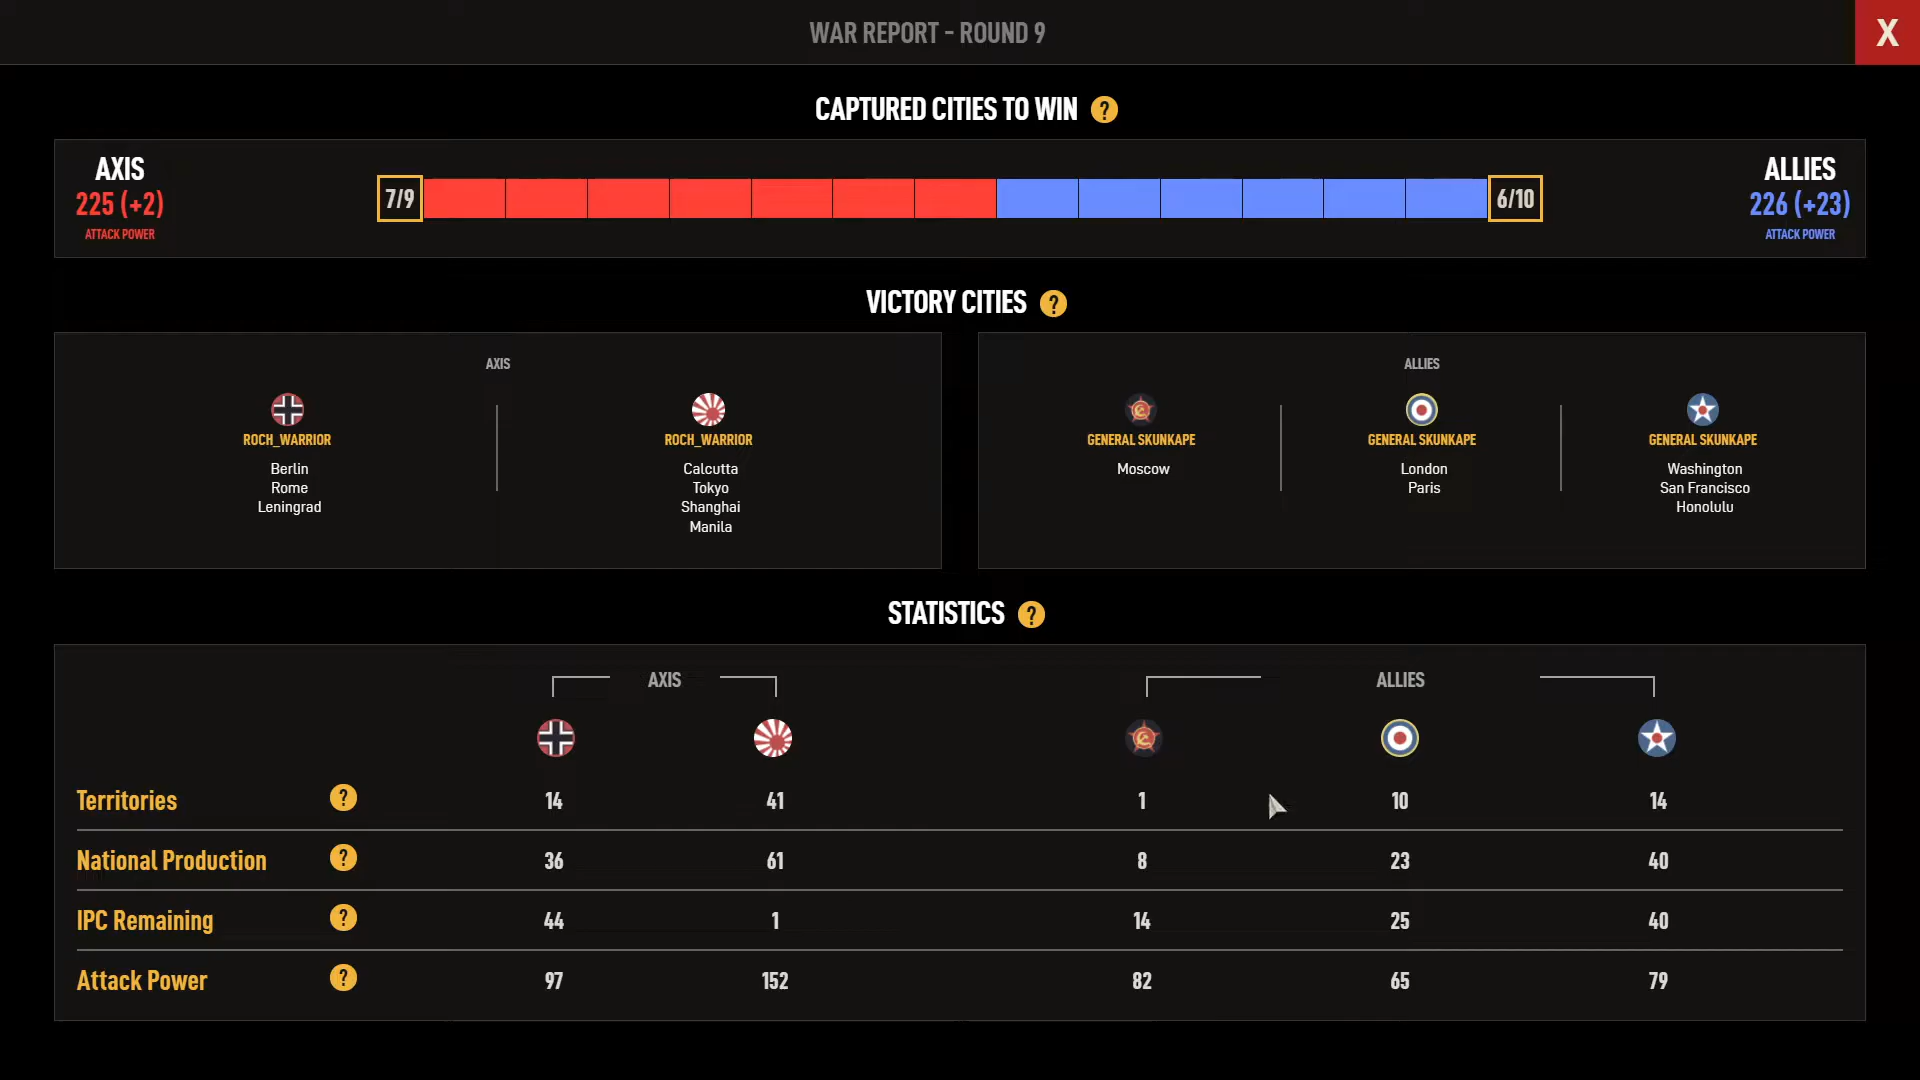 WAR REPORT - ROUND 9
X
CAPTURED CITIES TO WIN ?
AXIS
225 (+2)
ATTACK POWER
7/9
6/10
ALLIES
226 (+23)
ATTACK POWER
VICTORY CITIES ?
AXIS
ROCH_WARRIOR
Berlin
Rome
Leningrad
ROCH_WARRIOR
Calcutta
Tokyo
Shanghai
Manila
ALLIES
GENERAL SKUNKAPE
Moscow
GENERAL SKUNKAPE
London
Paris
GENERAL SKUNKAPE
Washington
San Francisco
Honolulu
STATISTICS ?
AXIS ALLIES
Territories ? 14 41 1 10 14
National Production ? 36 61 8 23 40
IPC Remaining ? 44 1 14 25 40
Attack Power ? 97 152 82 65 79